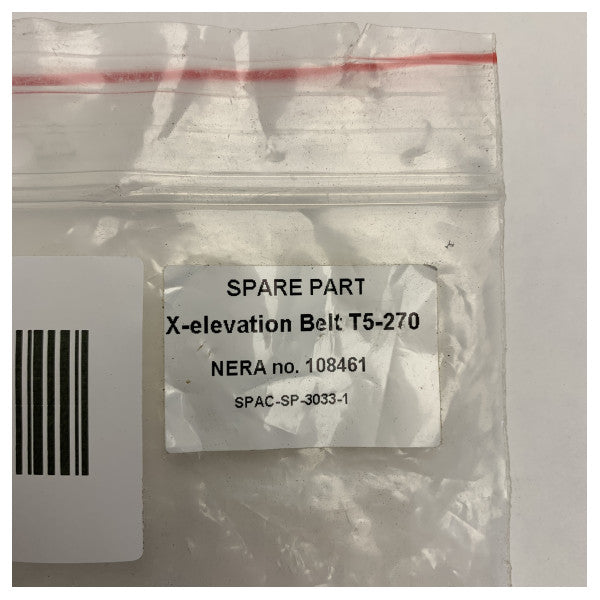 SPARE PART
X-elevation Belt T5-270
NERA no. 108461
SPAC-SP-3033-1